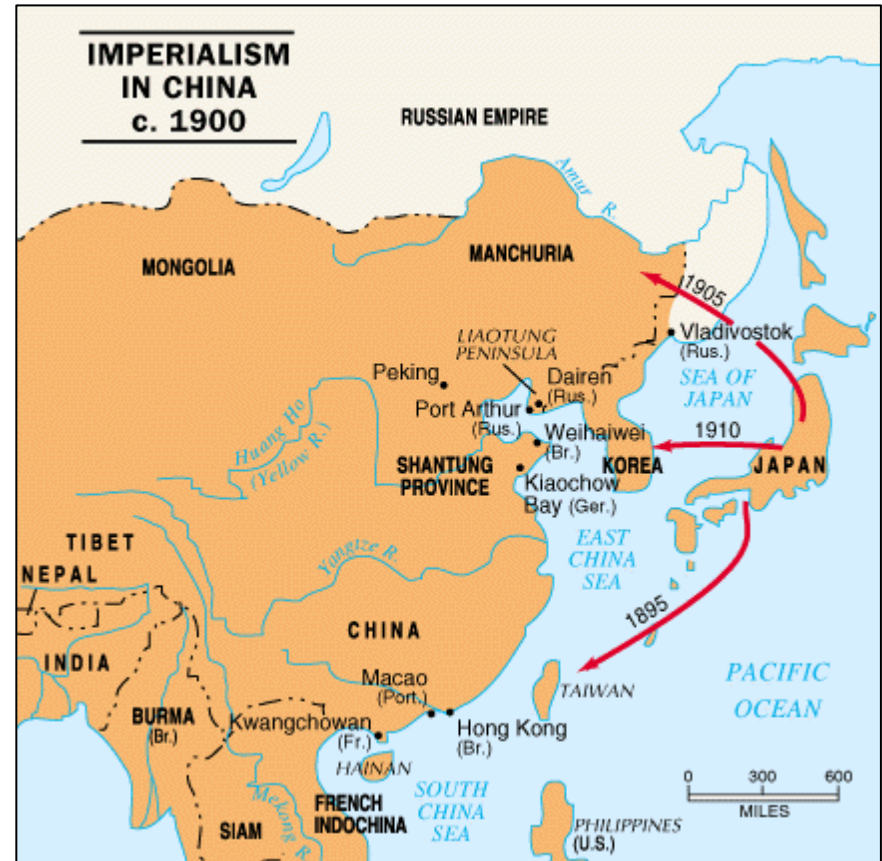 IMPERIALISM
IN CHINA
c. 1900
RUSSIAN EMPIRE
Amur R.
MONGOLIA
MANCHURIA
1905
LIAOTUNG
PENINSULA
Vladivostok
(Rus.)
Peking
Dairen
(Rus.)
SEA OF
JAPAN
Port Arthur
(Rus.)
Huang Ho
(Yellow R.)
Weihaiwei
(Br.)
1910
SHANTUNG
PROVINCE
KOREA
JAPAN
Kiaochow
Bay (Ger.)
EAST
CHINA
SEA
TIBET
Yangtze R.
NEPAL
1895
CHINA
INDIA
Macao
(Port.)
PACIFIC
OCEAN
TAIWAN
BURMA
(Br.)
Kwangchowan
(Fr.)
Hong Kong
(Br.)
HAINAN
0 300 600
MILES
Mekong R.
SOUTH
CHINA
SEA
FRENCH
INDOCHINA
SIAM
PHILIPPINES
(U.S.)